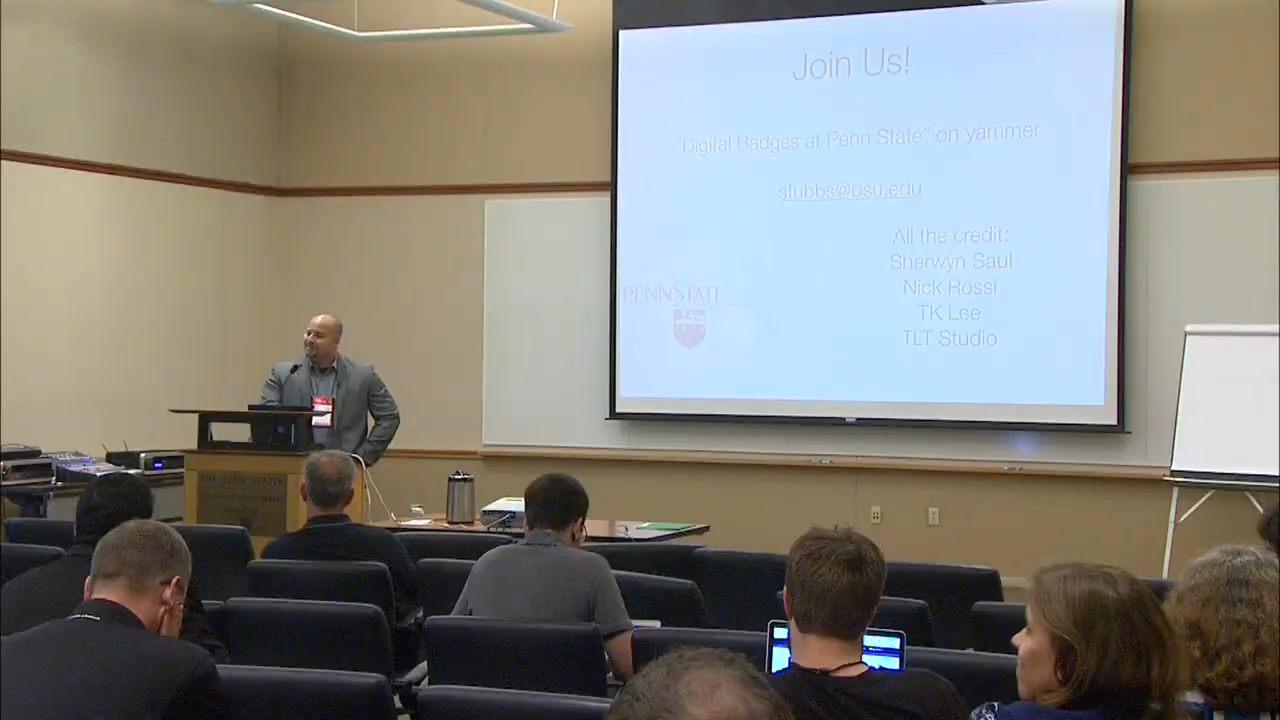 Join Us!
"Digital Badges at Penn State" on yammer
stubbs@psu.edu
All the credit:
Sherwyn Saul
Nick Rossi
TK Lee
TLT Studio
PENNSTATE